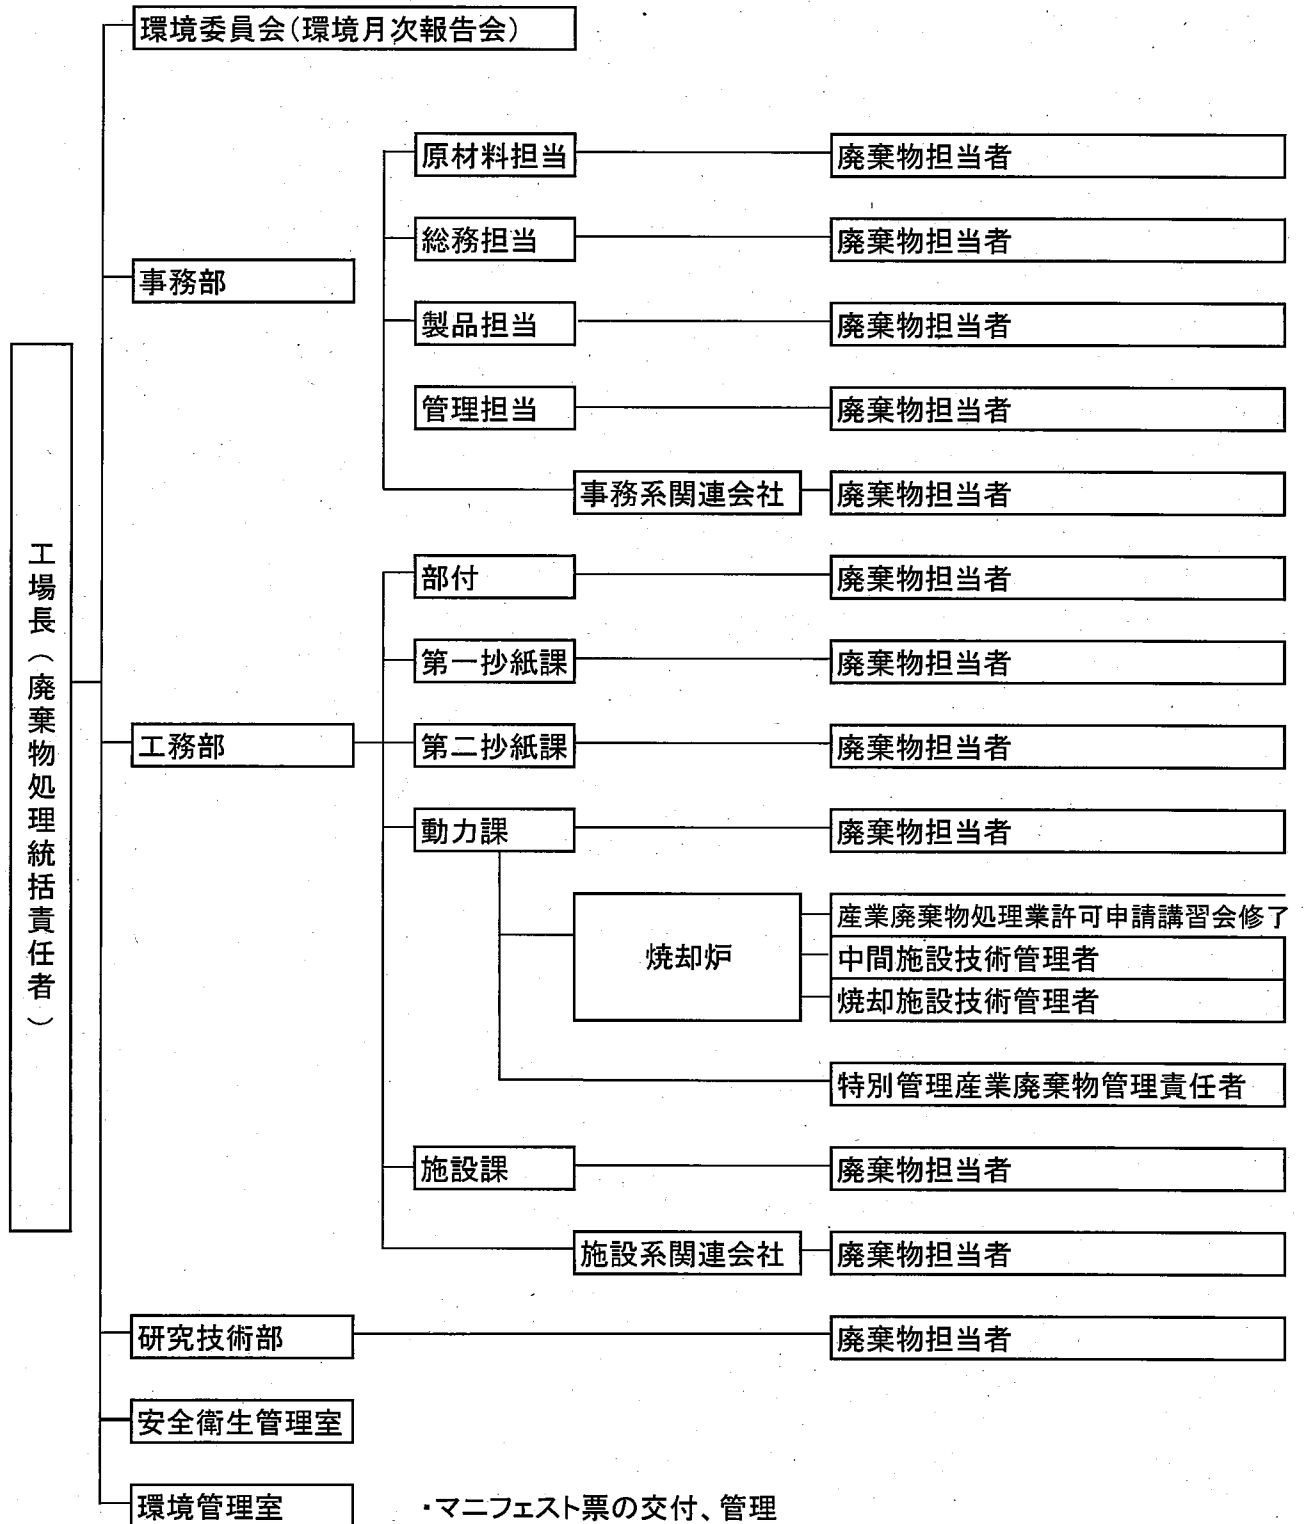 環境委員会(環境月次報告会)
原材料担当
廃棄物担当者
総務担当
廃棄物担当者
事務部
製品担当
廃棄物担当者
管理担当
廃棄物担当者
事務系関連会社
廃棄物担当者
工場長(廃棄物処理統括責任者)
部付
廃棄物担当者
第一抄紙課
廃棄物担当者
工務部
第二抄紙課
廃棄物担当者
動力課
廃棄物担当者
焼却炉
産業廃棄物処理業許可申請講習会修了
中間施設技術管理者
焼却施設技術管理者
特別管理産業廃棄物管理責任者
施設課
廃棄物担当者
施設系関連会社
廃棄物担当者
研究技術部
廃棄物担当者
安全衛生管理室
環境管理室
・マニフェスト票の交付、管理